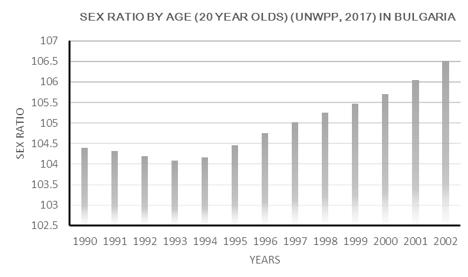 SEX RATIO BY AGE (20 YEAR OLDS) (UNWPP, 2017) IN BULGARIA
107
106.5
106
105.5
105
104.5
104
103.5
103
102.5
SEX RATIO
1990 1991 1992 1993 1994 1995 1996 1997 1998 1999 2000 2001 2002
YEARS